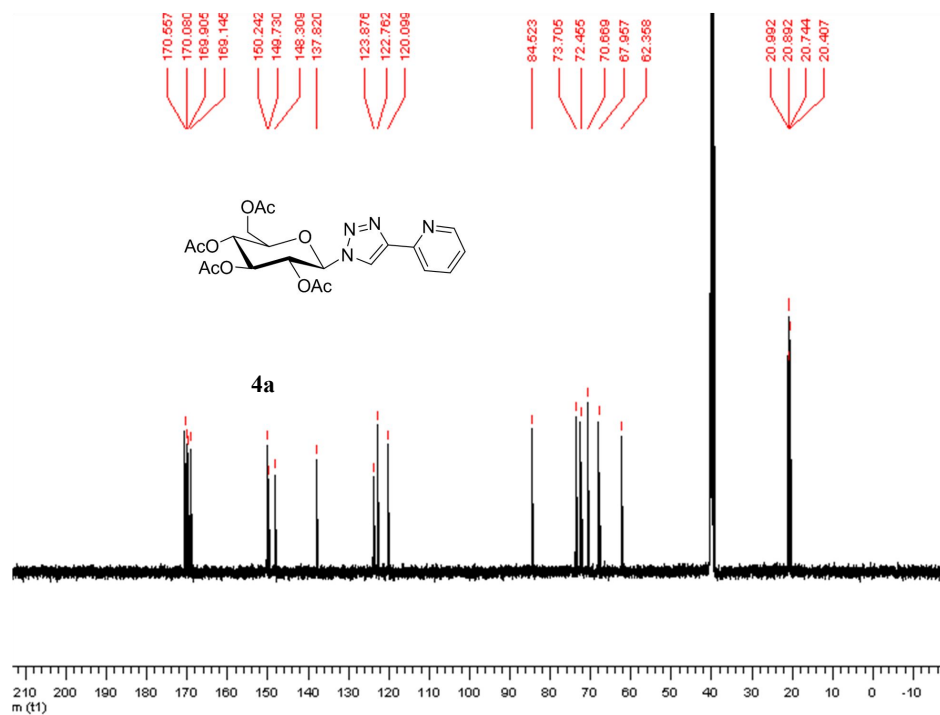 170.557
170.080
169.905
169.146
150.242
149.730
148.309
137.820
123.876
122.762
120.099
84.523
73.705
72.455
70.669
67.957
62.358
20.992
20.892
20.744
20.407
OAc
AcO
AcO
OAc
O
N
N
N
N
4a
210 200 190 180 170 160 150 140 130 120 110 100 90 80 70 60 50 40 30 20 10 0 -10
m (t1)